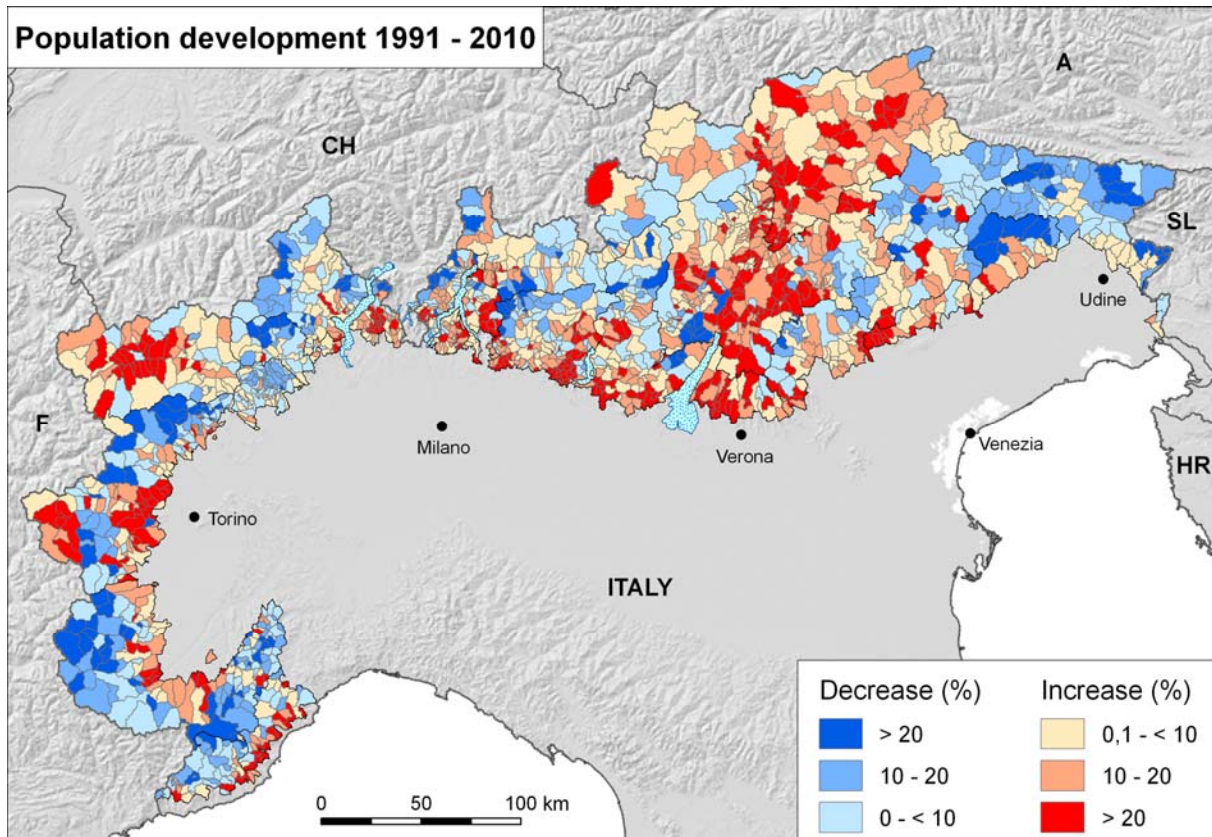 Population development 1991 - 2010
A
CH
SL
Udine
F
Milano
Verona
Venezia
HR
Torino
ITALY
Decrease (%)
> 20
10 - 20
0 - < 10
Increase (%)
0,1 - < 10
10 - 20
> 20
0 50 100 km